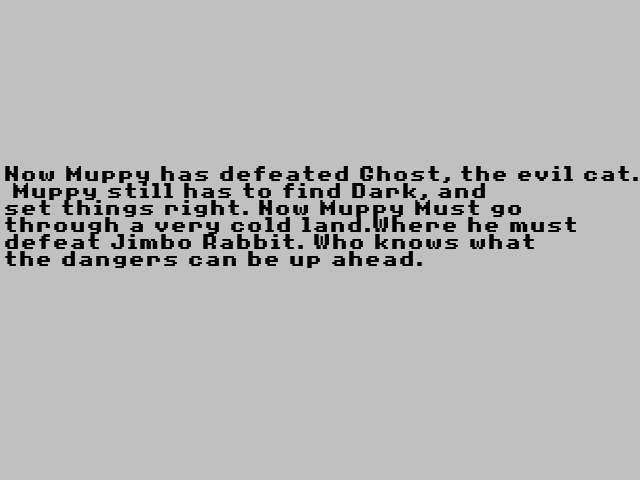 Now Muppy has defeated Ghost, the evil cat.
Muppy still has to find Dark, and
set things right. Now Muppy Must go
through a very cold land.Where he must
defeat Jimbo Rabbit. Who knows what
the dangers can be up ahead.